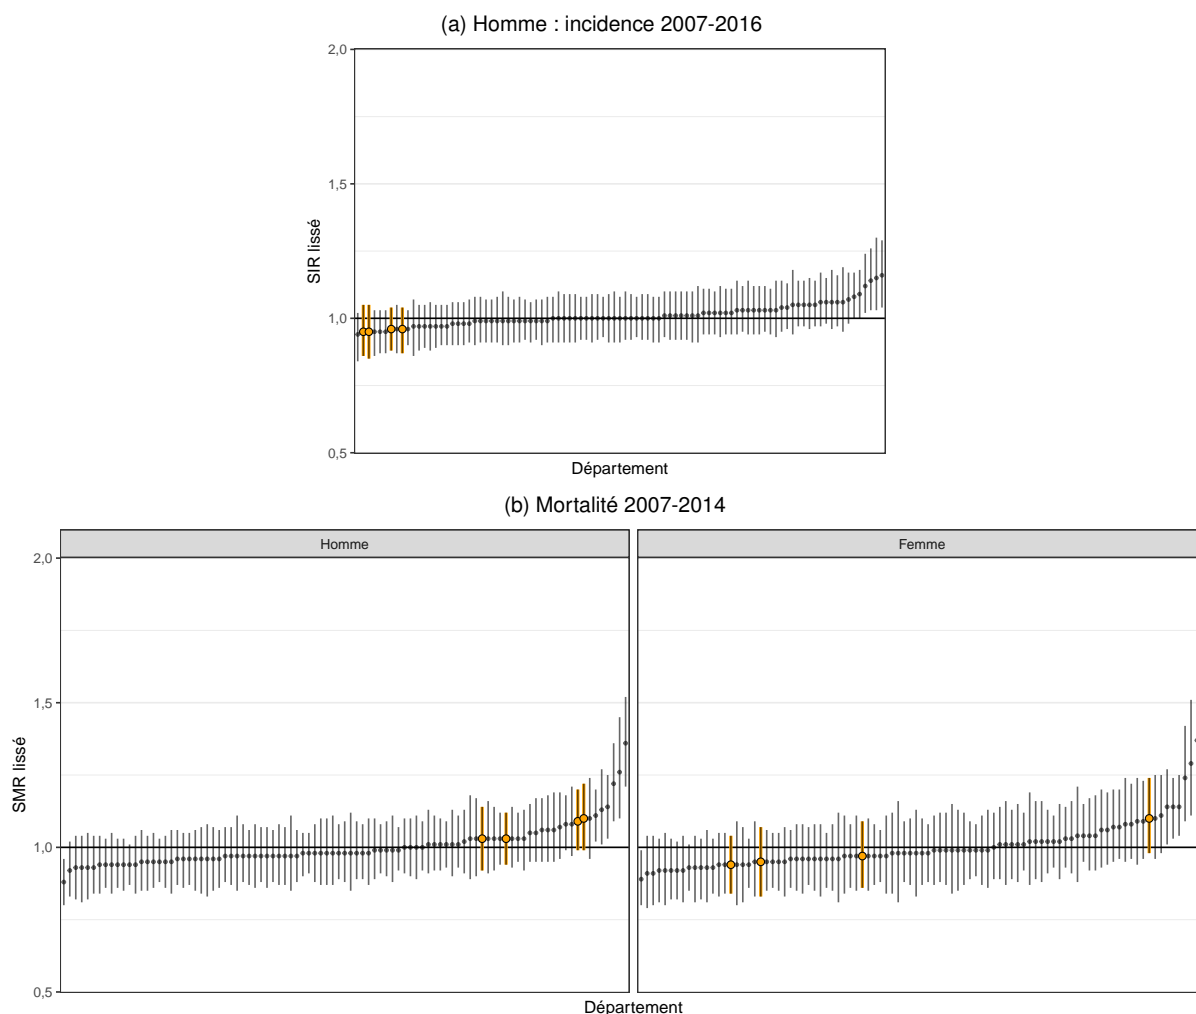 (a) Homme : incidence 2007-2016
2,0
1,5
1,0
0,5
SIR lissé
Département
(b) Mortalité 2007-2014
Homme
Femme
2,0
1,5
1,0
0,5
SMR lissé
Département